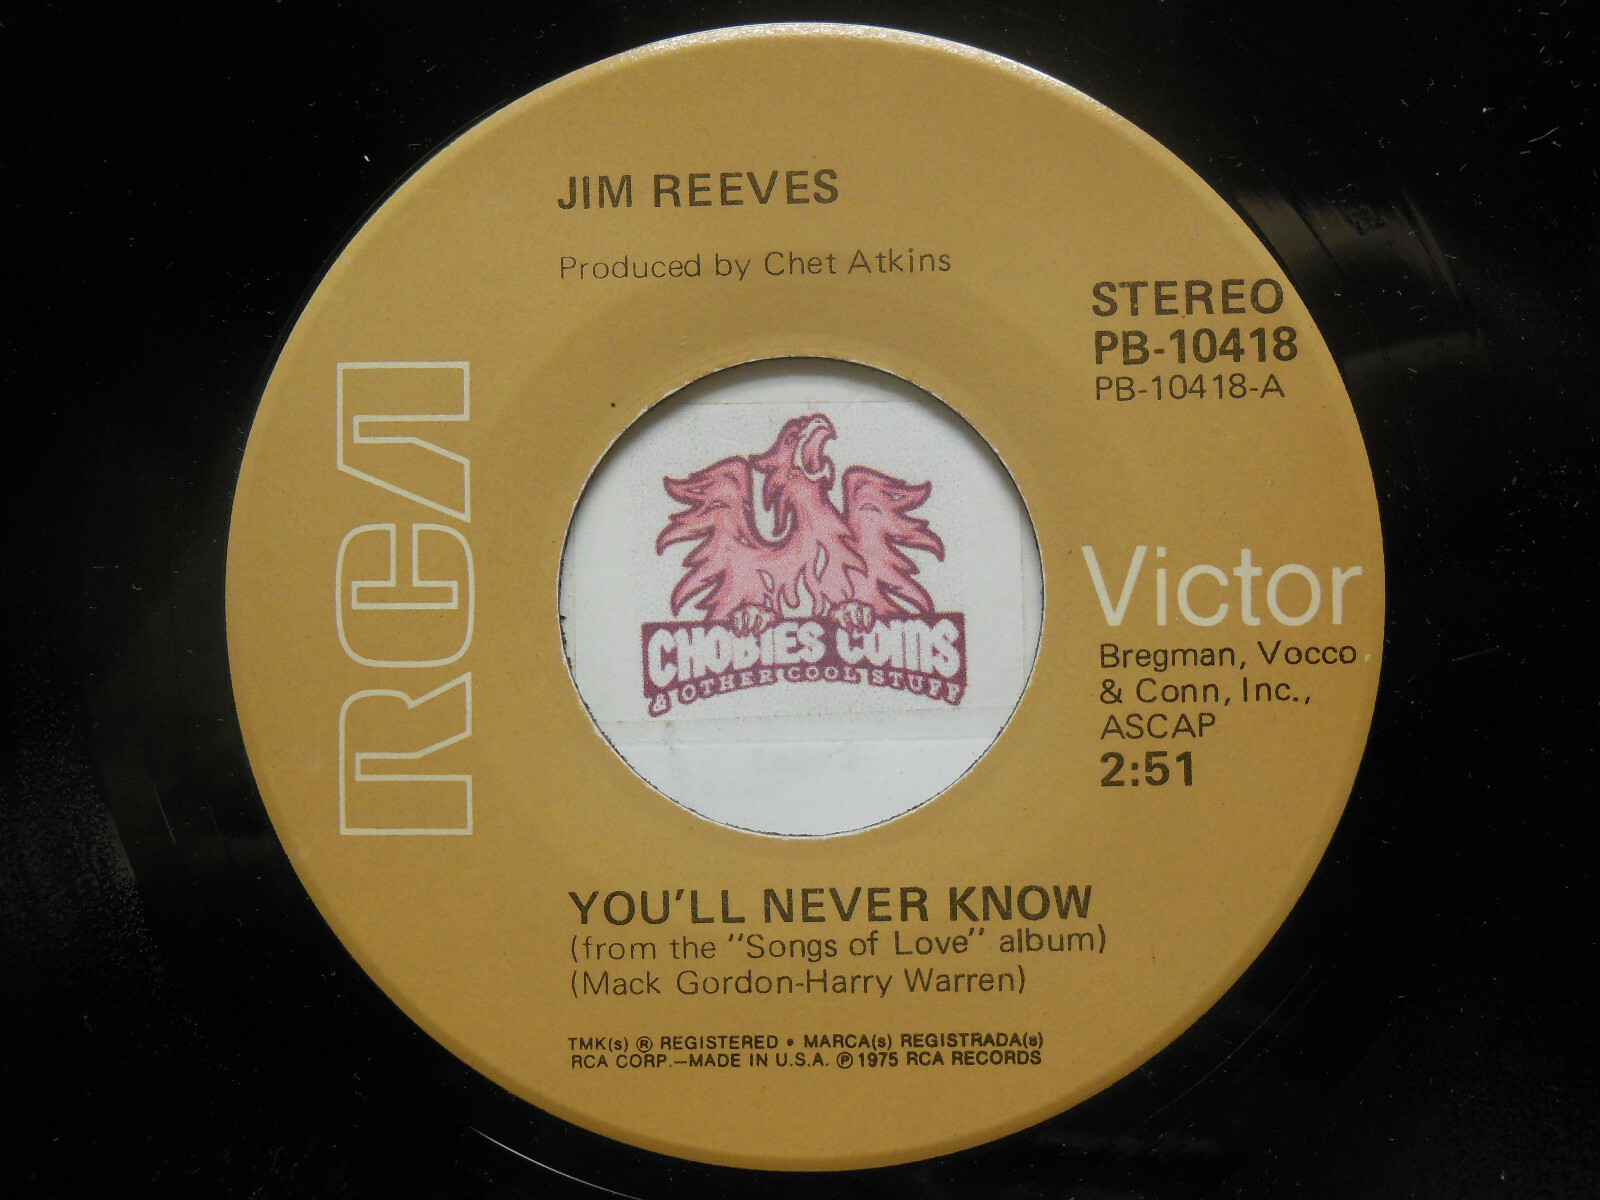 JIM REEVES
Produced by Chet Atkins
STEREO
PB-10418
PB-10418-A
RCA
CHOBIES COINS
& OTHER COOL STUFF
Victor
Bregman, Vocco
& Conn, Inc.,
ASCAP
2:51
YOU'LL NEVER KNOW
(from the "Songs of Love" album)
(Mack Gordon-Harry Warren)
TMK(s) ® REGISTERED • MARCA(s) REGISTRADA(s)
RCA CORP.—MADE IN U.S.A. ℗ 1975 RCA RECORDS